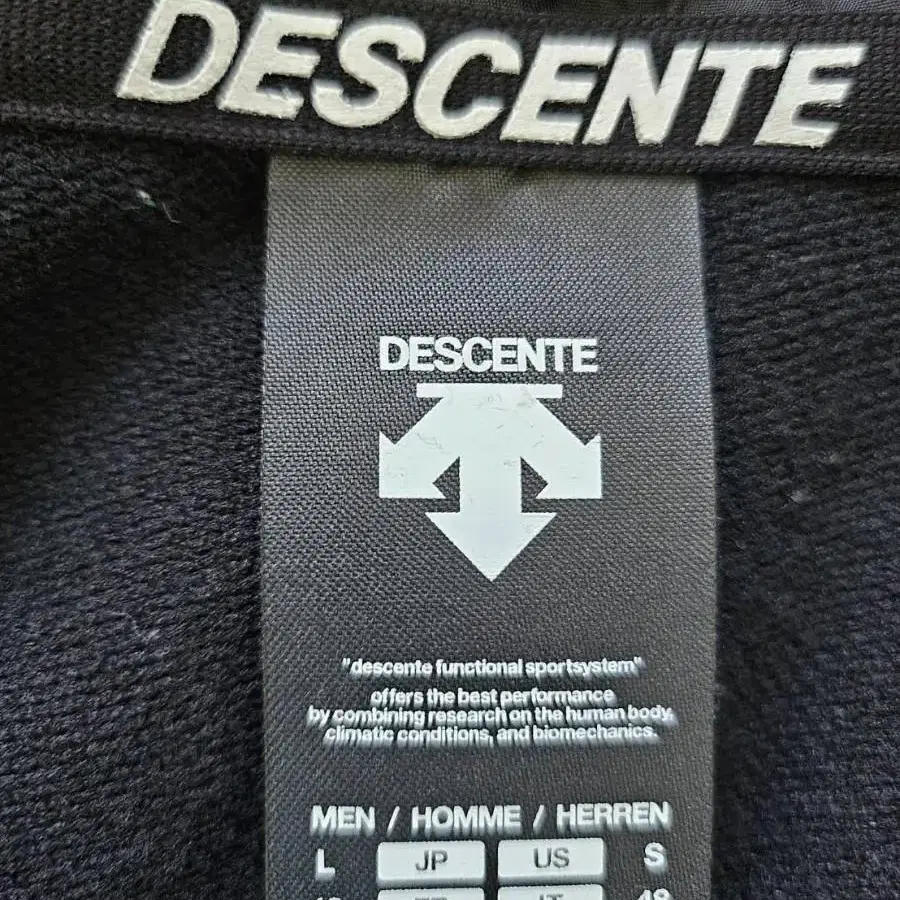 DESCENTE
DESCENTE
"descente functional sportsystem"
offers the best performance
by combining research on the human body,
climatic conditions, and biomechanics.
MEN / HOMME / HERREN
L JP US S